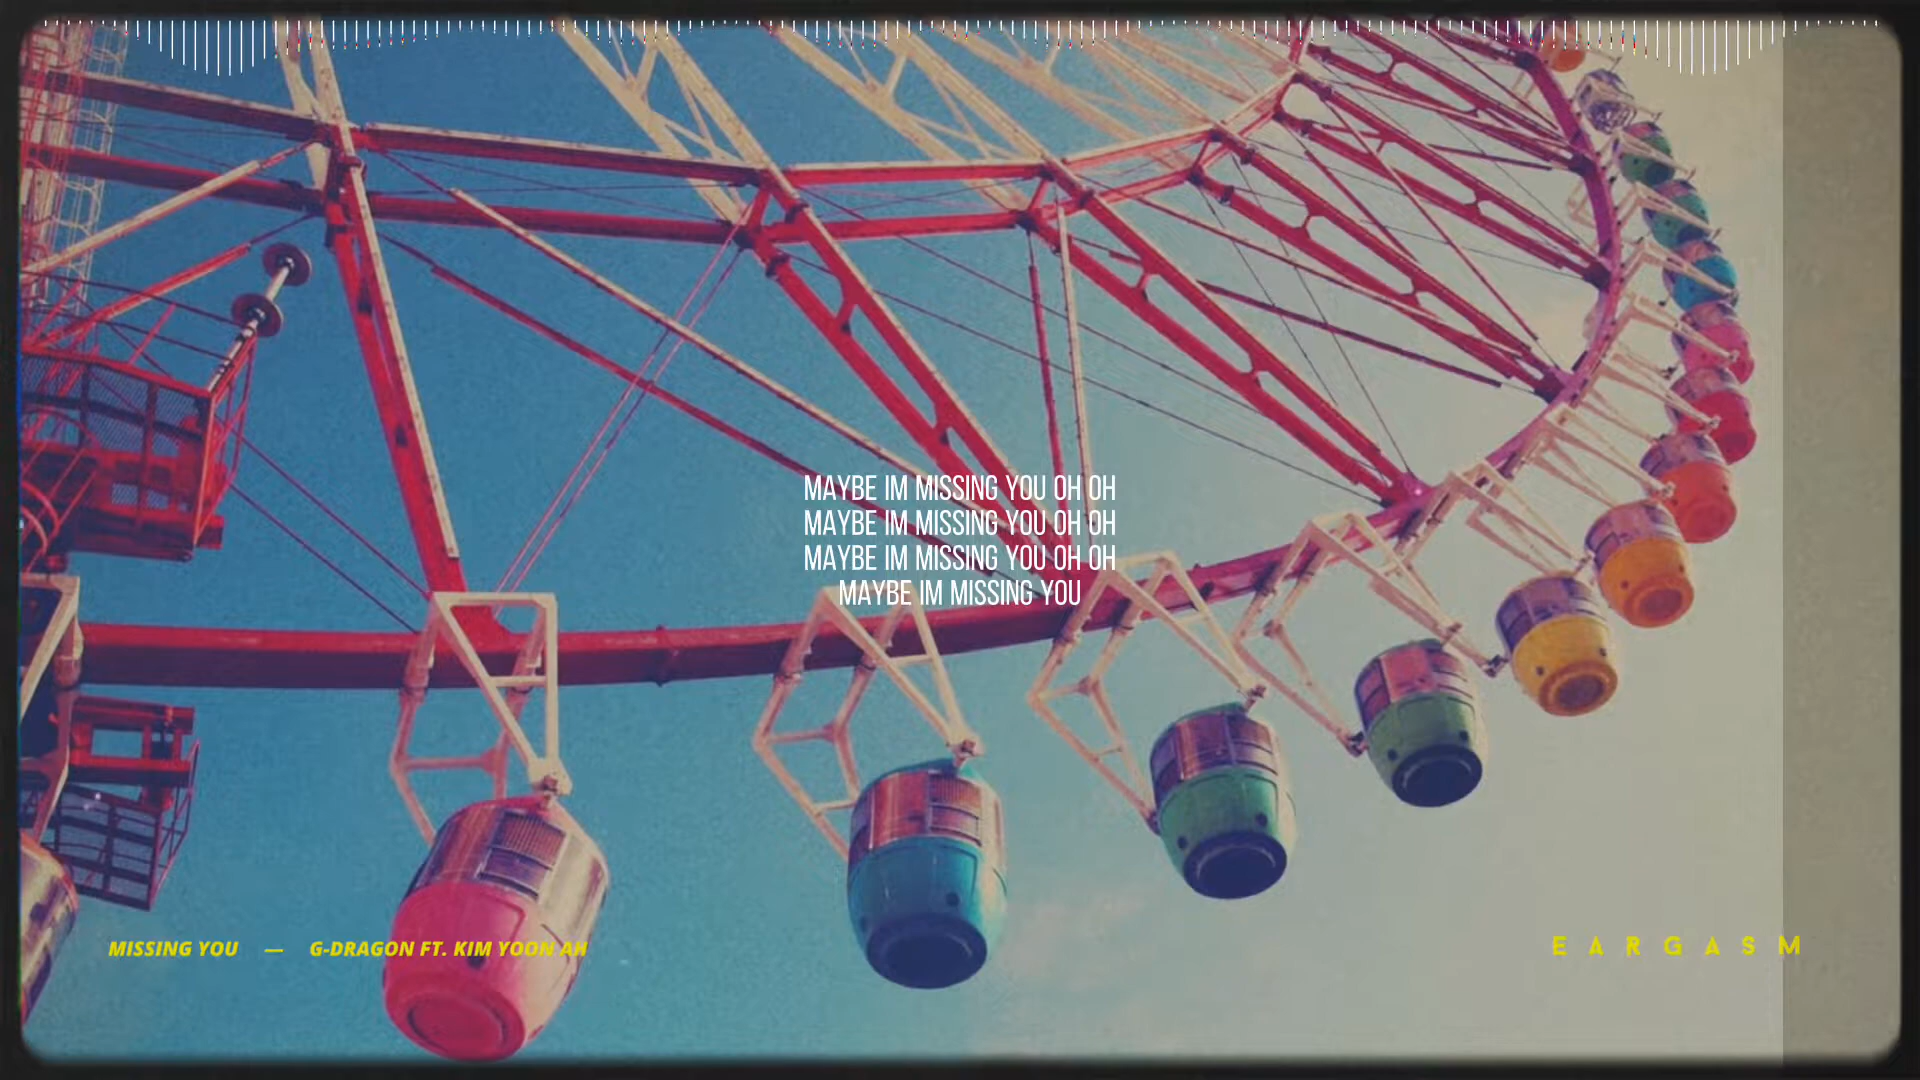 MAYBE IM MISSING YOU OH OH
MAYBE IM MISSING YOU OH OH
MAYBE IM MISSING YOU OH OH
MAYBE IM MISSING YOU
MISSING YOU — G-DRAGON FT. KIM YOON AH
EARGASM